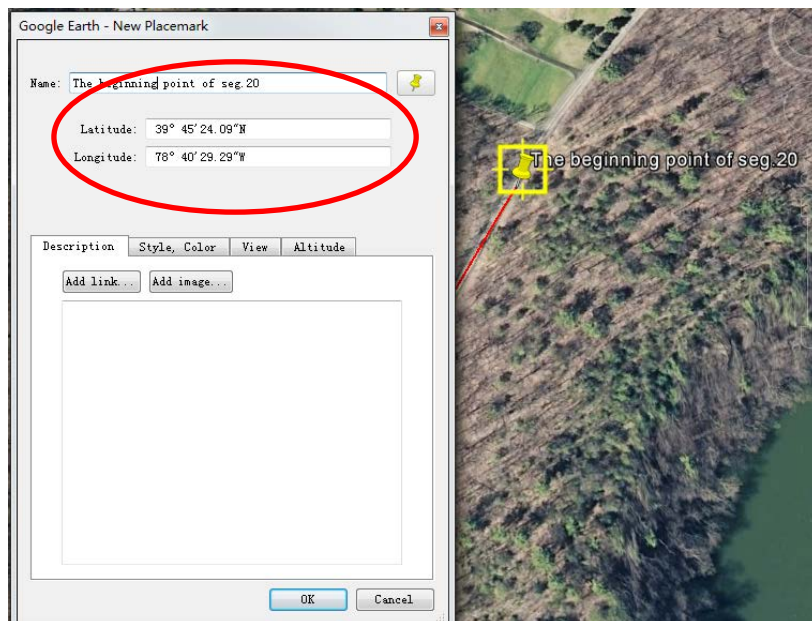 Google Earth - New Placemark
Name: The beginning point of seg.20
Latitude: 39° 45'24.09"N
Longitude: 78° 40'29.29"W
Description Style, Color View Altitude
Add link... Add image...
OK Cancel
The beginning point of seg.20